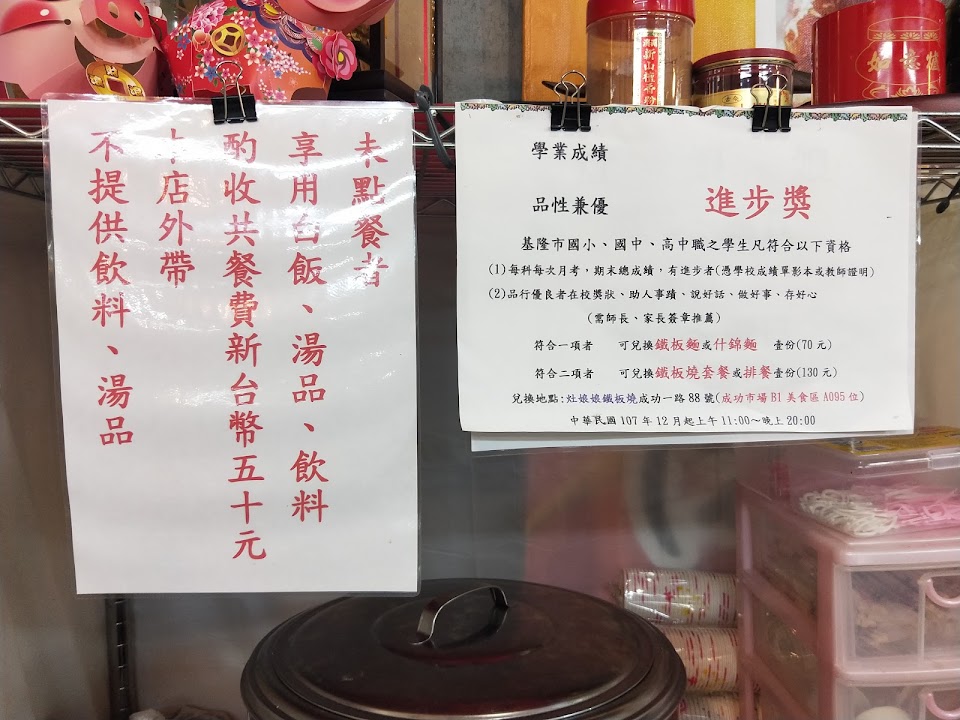 未點餐者
享用白飯、湯品、飲料
酌收共餐費新台幣五十元
本店外帶
不提供飲料、湯品
學業成績
品性兼優
進步獎
基隆市國小、國中、高中職之學生凡符合以下資格
(1)每科每次月考，期末總成績，有進步者(憑學校成績單影本或教師證明)
(2)品行優良者在校獎狀、助人事蹟、說好話、做好事、存好心
(需師長、家長簽章推薦)
符合一項者 可兌換鐵板麵或什錦麵 壹份(70元)
符合二項者 可兌換鐵板燒套餐或排餐壹份(130元)
兌換地點:灶娘娘鐵板燒成功一路88號(成功市場B1美食區A095位)
中華民國107年12月起上午11:00～晚上20:00